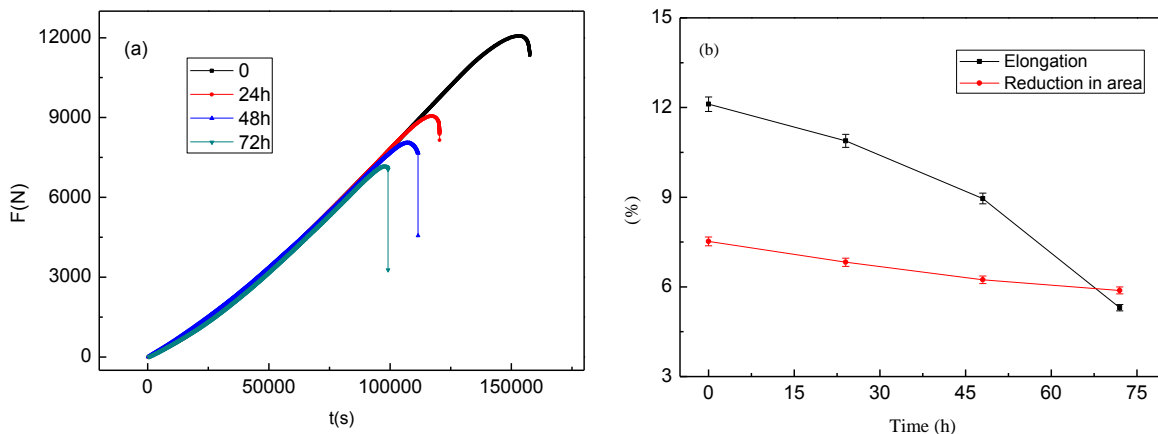 (a)
12000
9000
6000
3000
0
F(N)
0
24h
48h
72h
0
50000
100000
150000
t(s)
(b)
15
12
9
6
3
(%)
Elongation
Reduction in area
0
15
30
45
60
75
Time (h)